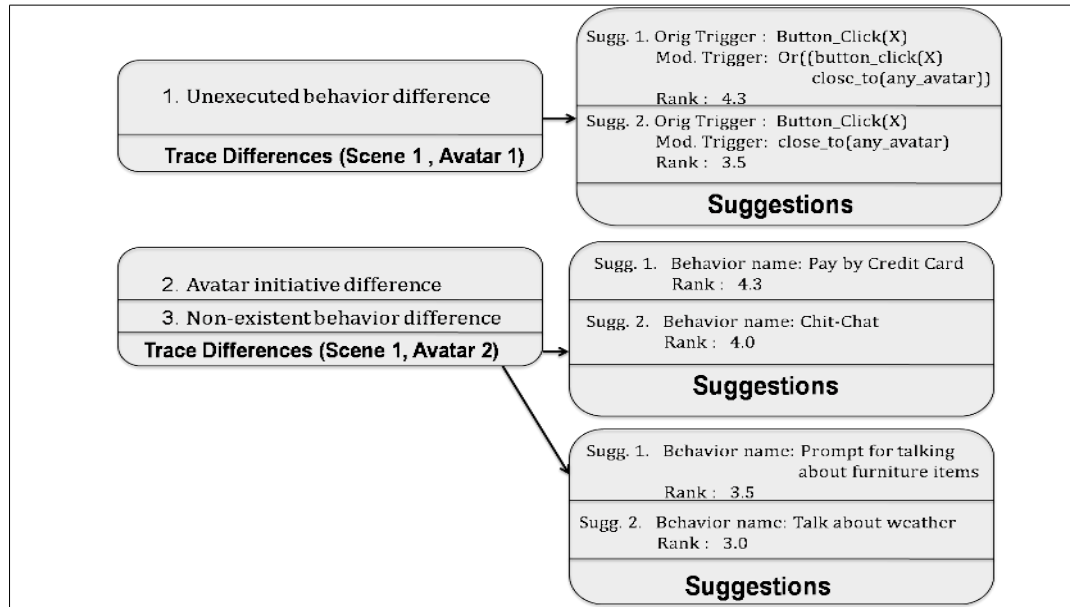 1. Unexecuted behavior difference
Trace Differences (Scene 1 , Avatar 1)
Sugg. 1. Orig Trigger : Button_Click(X)
Mod. Trigger: Or((button_click(X)
close_to(any_avatar))
Rank : 4.3
Sugg. 2. Orig Trigger : Button_Click(X)
Mod. Trigger: close_to(any_avatar)
Rank : 3.5
Suggestions
2. Avatar initiative difference
3. Non-existent behavior difference
Trace Differences (Scene 1, Avatar 2)
Sugg. 1. Behavior name: Pay by Credit Card
Rank : 4.3
Sugg. 2. Behavior name: Chit-Chat
Rank : 4.0
Suggestions
Sugg. 1. Behavior name: Prompt for talking
about furniture items
Rank : 3.5
Sugg. 2. Behavior name: Talk about weather
Rank : 3.0
Suggestions